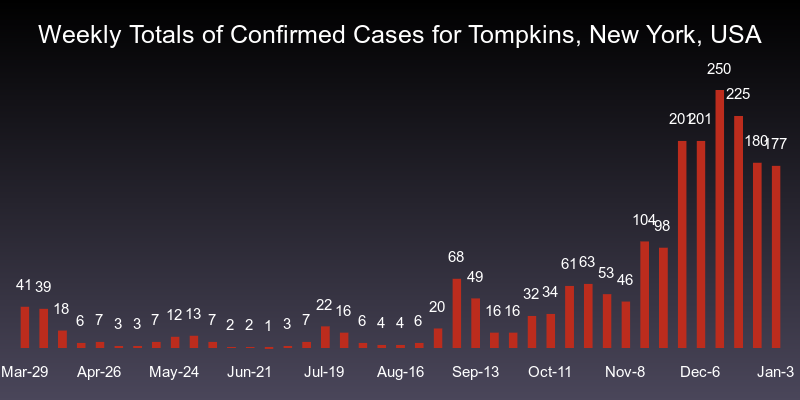 Weekly Totals of Confirmed Cases for Tompkins, New York, USA
41 39 18 6 7 3 3 7 12 13 7 2 2 1 3 7 22 16 6 4 4 6 20 68 49 16 16 32 34 61 63 53 46 104 98 201 201 250 225 180 177
Mar-29 Apr-26 May-24 Jun-21 Jul-19 Aug-16 Sep-13 Oct-11 Nov-8 Dec-6 Jan-3